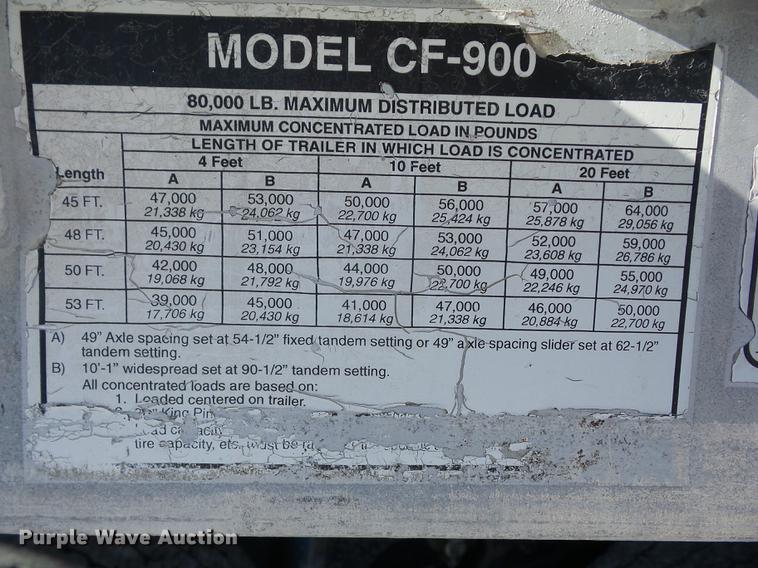 MODEL CF-900
80,000 LB. MAXIMUM DISTRIBUTED LOAD
MAXIMUM CONCENTRATED LOAD IN POUNDS
LENGTH OF TRAILER IN WHICH LOAD IS CONCENTRATED
Length 4 Feet 10 Feet 20 Feet
A B A B A B
45 FT. 47,000 53,000 50,000 56,000 57,000 64,000
21,338 kg 24,062 kg 22,700 kg 25,424 kg 25,878 kg 29,056 kg
48 FT. 45,000 51,000 47,000 53,000 52,000 59,000
20,430 kg 23,154 kg 21,338 kg 24,062 kg 23,608 kg 26,786 kg
50 FT. 42,000 48,000 44,000 50,000 49,000 55,000
19,068 kg 21,792 kg 19,976 kg 22,700 kg 22,246 kg 24,970 kg
53 FT. 39,000 45,000 41,000 47,000 46,000 50,000
17,706 kg 20,430 kg 18,614 kg 21,338 kg 20,884 kg 22,700 kg
A) 49" Axle spacing set at 54-1/2" fixed tandem setting or 49" axle spacing slider set at 62-1/2"
tandem setting.
B) 10'-1" widespread set at 90-1/2" tandem setting.
All concentrated loads are based on:
1. Loaded centered on trailer.
King Pin
capacity
tire capacity, etc. must be
Purple Wave Auction